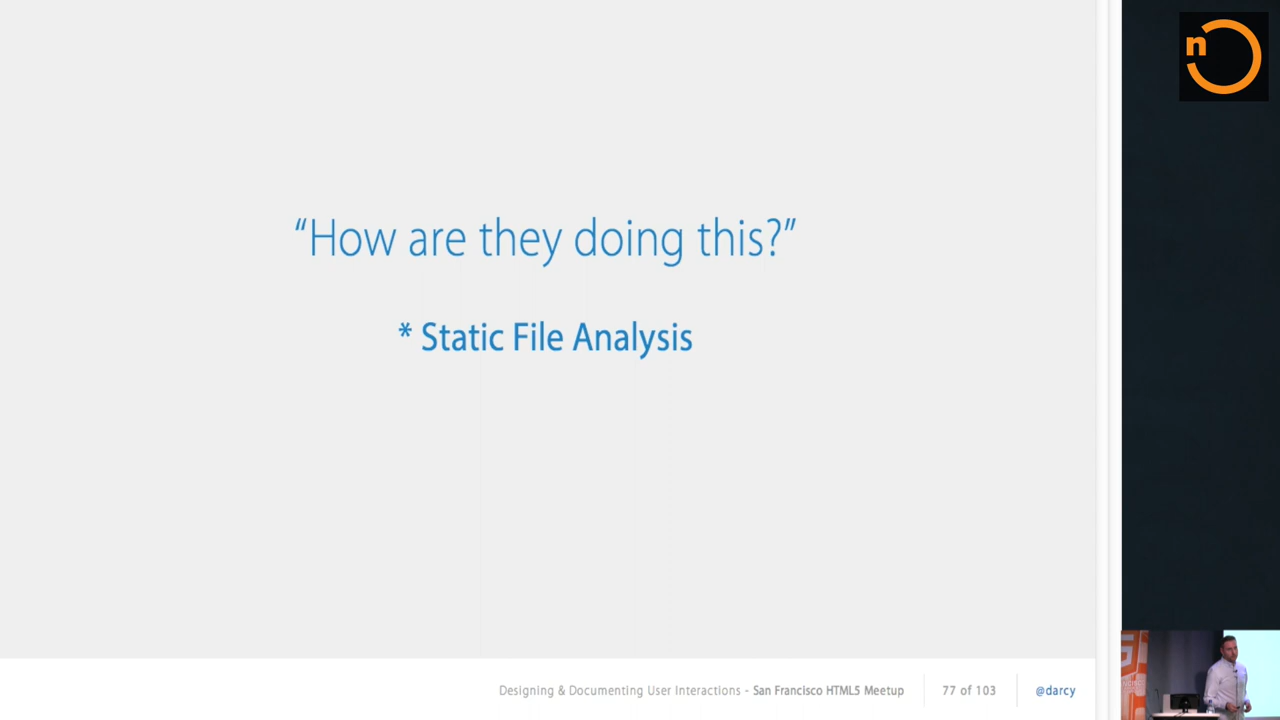 n
“How are they doing this?”
* Static File Analysis
Designing & Documenting User Interactions - San Francisco HTML5 Meetup
77 of 103
@darcy